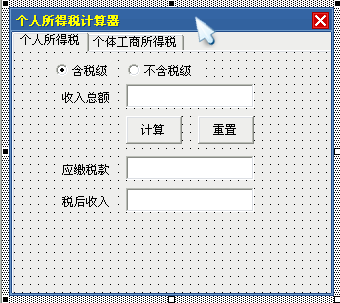 个人所得税计算器
个人所得税 个体工商所得税
含税级 不含税级
收入总额
计算 重置
应缴税款
税后收入